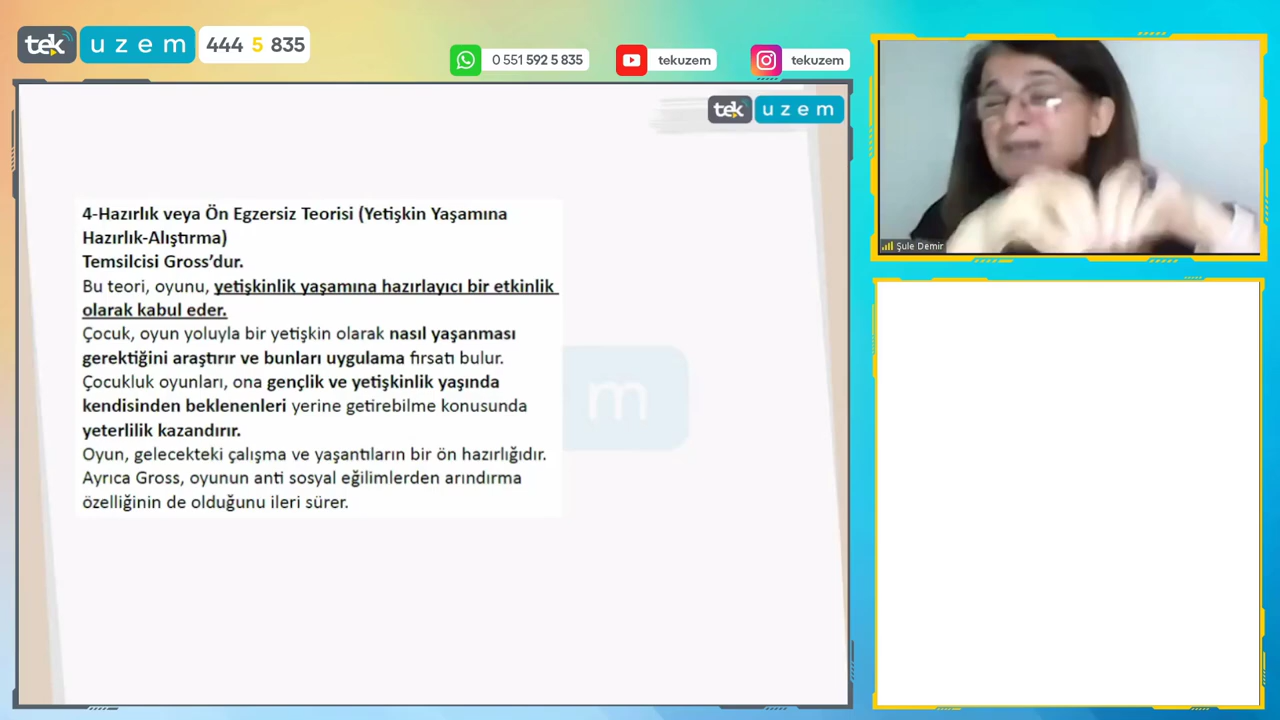 tek uzem 444 5 835
0 551 592 5 835
tekuzem
tekuzem
tek uzem
4-Hazırlık veya Ön Egzersiz Teorisi (Yetişkin Yaşamına
Hazırlık-Alıştırma)
Temsilcisi Gross’dur.
Bu teori, oyunu, yetişkinlik yaşamına hazırlayıcı bir etkinlik
olarak kabul eder.
Çocuk, oyun yoluyla bir yetişkin olarak nasıl yaşanması
gerektiğini araştırır ve bunları uygulama fırsatı bulur.
Çocukluk oyunları, ona gençlik ve yetişkinlik yaşında
kendisinden beklenenleri yerine getirebilme konusunda
yeterlilik kazandırır.
Oyun, gelecekteki çalışma ve yaşantıların bir ön hazırlığıdır.
Ayrıca Gross, oyunun anti sosyal eğilimlerden arındırma
özelliğinin de olduğunu ileri sürer.
m
Şule Demir